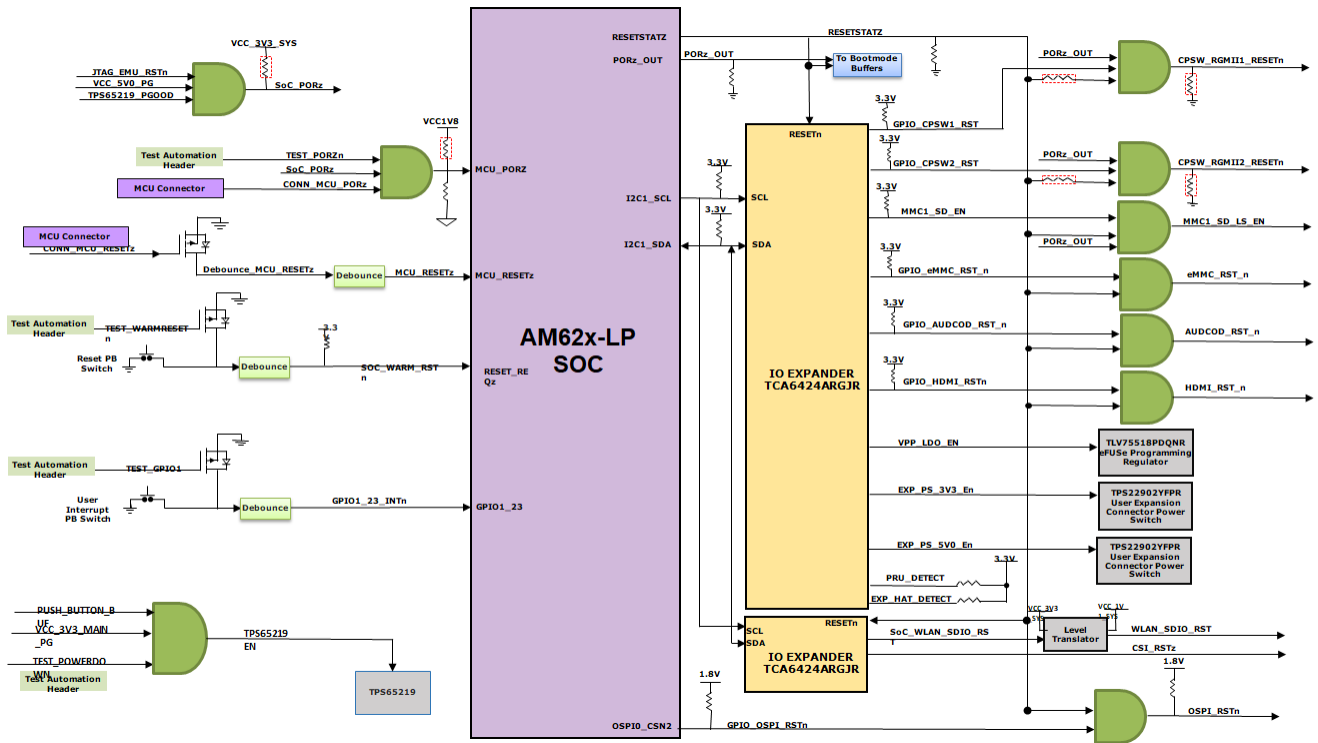 VCC_3V3_SYS
JTAG_EMU_RSTn
VCC_5V0_PG
TPS65219_PGOOD
SoC_PORz
VCC1V8
Test Automation
Header
TEST_PORZn
SoC_PORz
MCU Connector
CONN_MCU_PORz
MCU_PORZ
MCU Connector
CONN_MCU_RESETz
Debounce_MCU_RESETz
Debounce
MCU_RESETz
MCU_RESETz
Test Automation
Header
TEST_WARMRESET
n
Reset PB
Switch
Debounce
3.3
V
SOC_WARM_RST
n
RESET_RE
Qz
Test Automation
Header
TEST_GPIO1
User
Interrupt
PB Switch
Debounce
GPIO1_23_INTn
GPIO1_23
PUSH_BUTTON_B
UF
VCC_3V3_MAIN
_PG
TEST_POWERDO
WN
Test Automation
Header
TPS65219
EN
TPS65219
AM62x-LP
SOC
RESETSTATZ
PORz_OUT
I2C1_SCL
I2C1_SDA
OSPI0_CSN2
RESETSTATZ
PORz_OUT
To Bootmode
Buffers
RESETn
3.3V
SCL
3.3V
SDA
IO EXPANDER
TCA6424ARGJR
3.3V
GPIO_CPSW1_RST
3.3V
GPIO_CPSW2_RST
3.3V
MMC1_SD_EN
3.3V
GPIO_eMMC_RST_n
3.3V
GPIO_AUDCOD_RST_n
3.3V
GPIO_HDMI_RSTn
VPP_LDO_EN
EXP_PS_3V3_En
EXP_PS_5V0_En
3.3V
PRU_DETECT
EXP_HAT_DETECT
PORz_OUT
CPSW_RGMII1_RESETn
PORz_OUT
CPSW_RGMII2_RESETn
MMC1_SD_LS_EN
PORz_OUT
eMMC_RST_n
AUDCOD_RST_n
HDMI_RST_n
TLV75518PDQNR
eFUSe Programming
Regulator
TPS22902YFPR
User Expansion
Connector Power
Switch
TPS22902YFPR
User Expansion
Connector Power
Switch
RESETn
SCL
SDA
IO EXPANDER
TCA6424ARGJR
SoC_WLAN_SDIO_RS
T
VCC_3V3
_SYS
VCC_1V
Level
Translator
WLAN_SDIO_RST
CSI_RSTz
1.8V
GPIO_OSPI_RSTn
1.8V
OSPI_RSTn